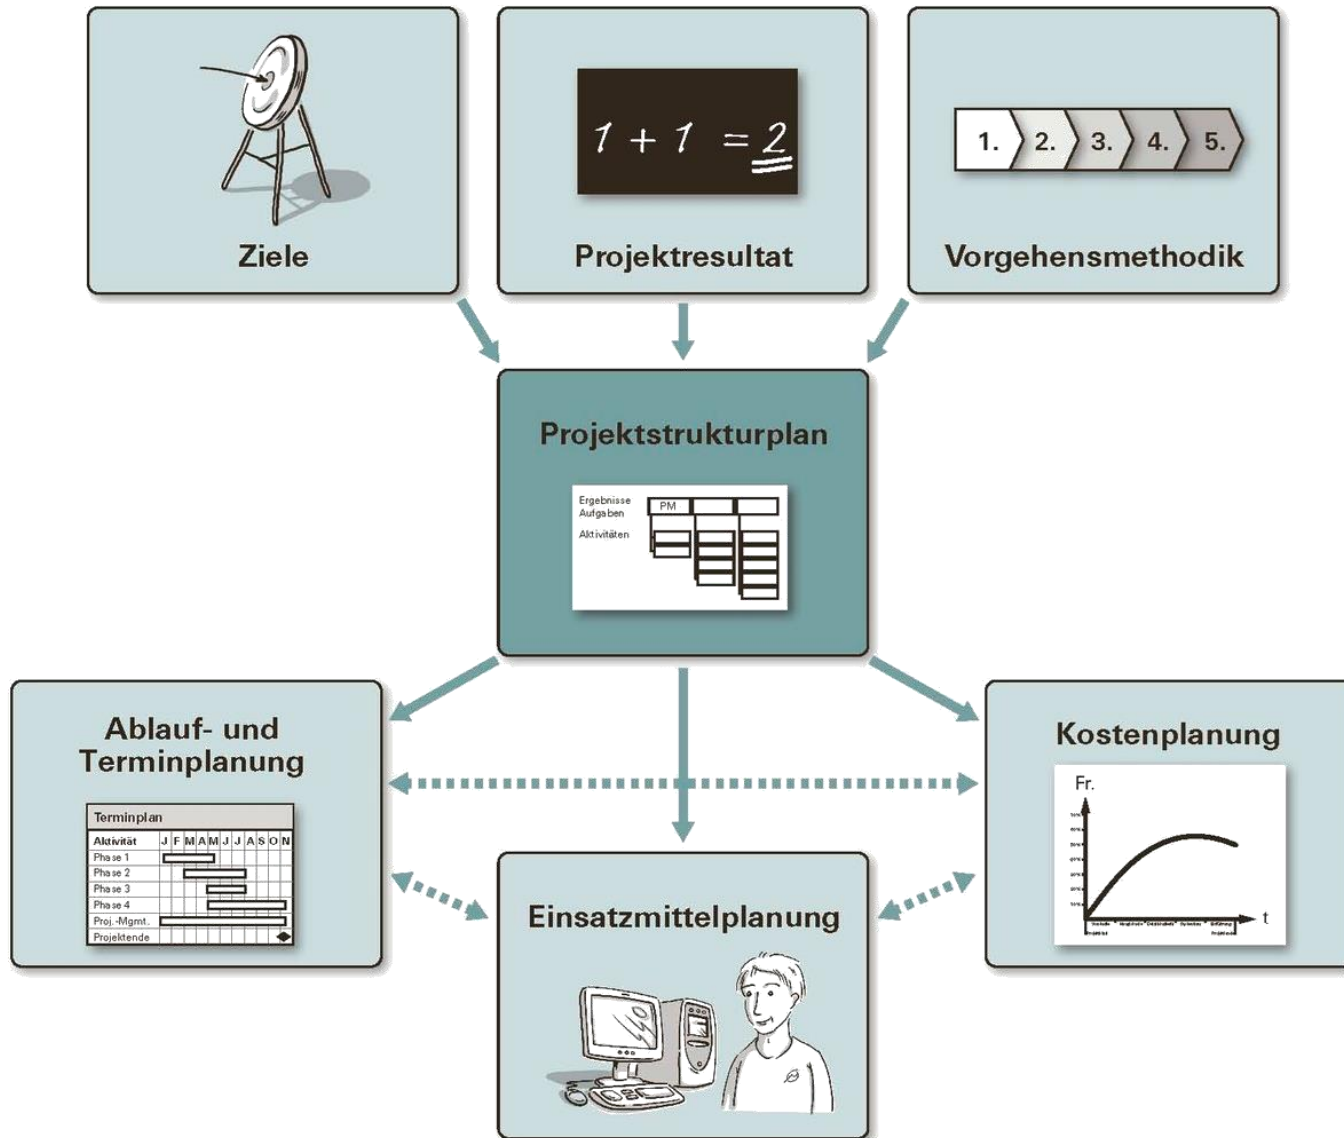 1 + 1 = 2
1. 2. 3. 4. 5.
Ziele
Projektresultat
Vorgehensmethodik
Projektstrukturplan
Ergebnisse
Aufgaben
PM
Aktivitäten
Ablauf- und
Terminplanung
Terminplan
Aktivität J F M A M J J A S O N
Phase 1
Phase 2
Phase 3
Phase 4
Proj.-Mgmt.
Projektende
Kostenplanung
Fr.
t
Einsatzmittelplanung